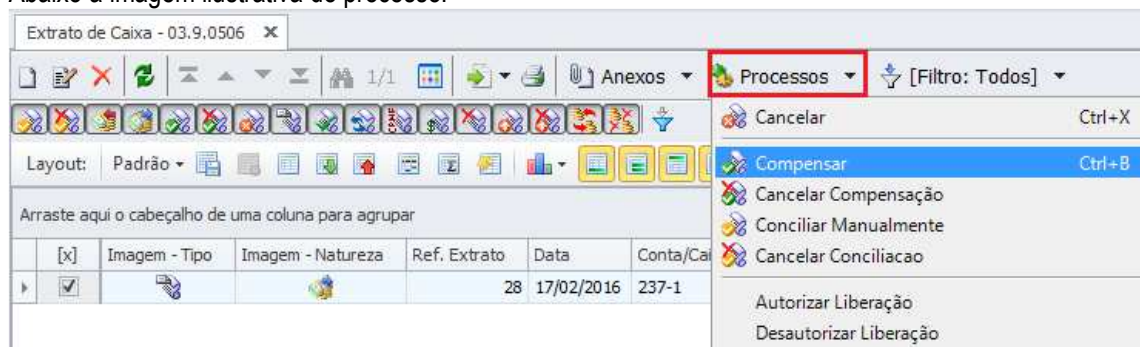 Abaixo a imagem ilustrativa do processo:
Extrato de Caixa - 03.9.0506
1/1 Anexos Processos [Filtro: Todos]
Cancelar Ctrl+X
Layout: Padrão Compensar Ctrl+B
Cancelar Compensação
Arraste aqui o cabeçalho de uma coluna para agrupar Conciliar Manualmente
[x] Imagem - Tipo Imagem - Natureza Ref. Extrato Data Conta/Cai Cancelar Conciliacao
28 17/02/2016 237-1
Autorizar Liberação
Desautorizar Liberação